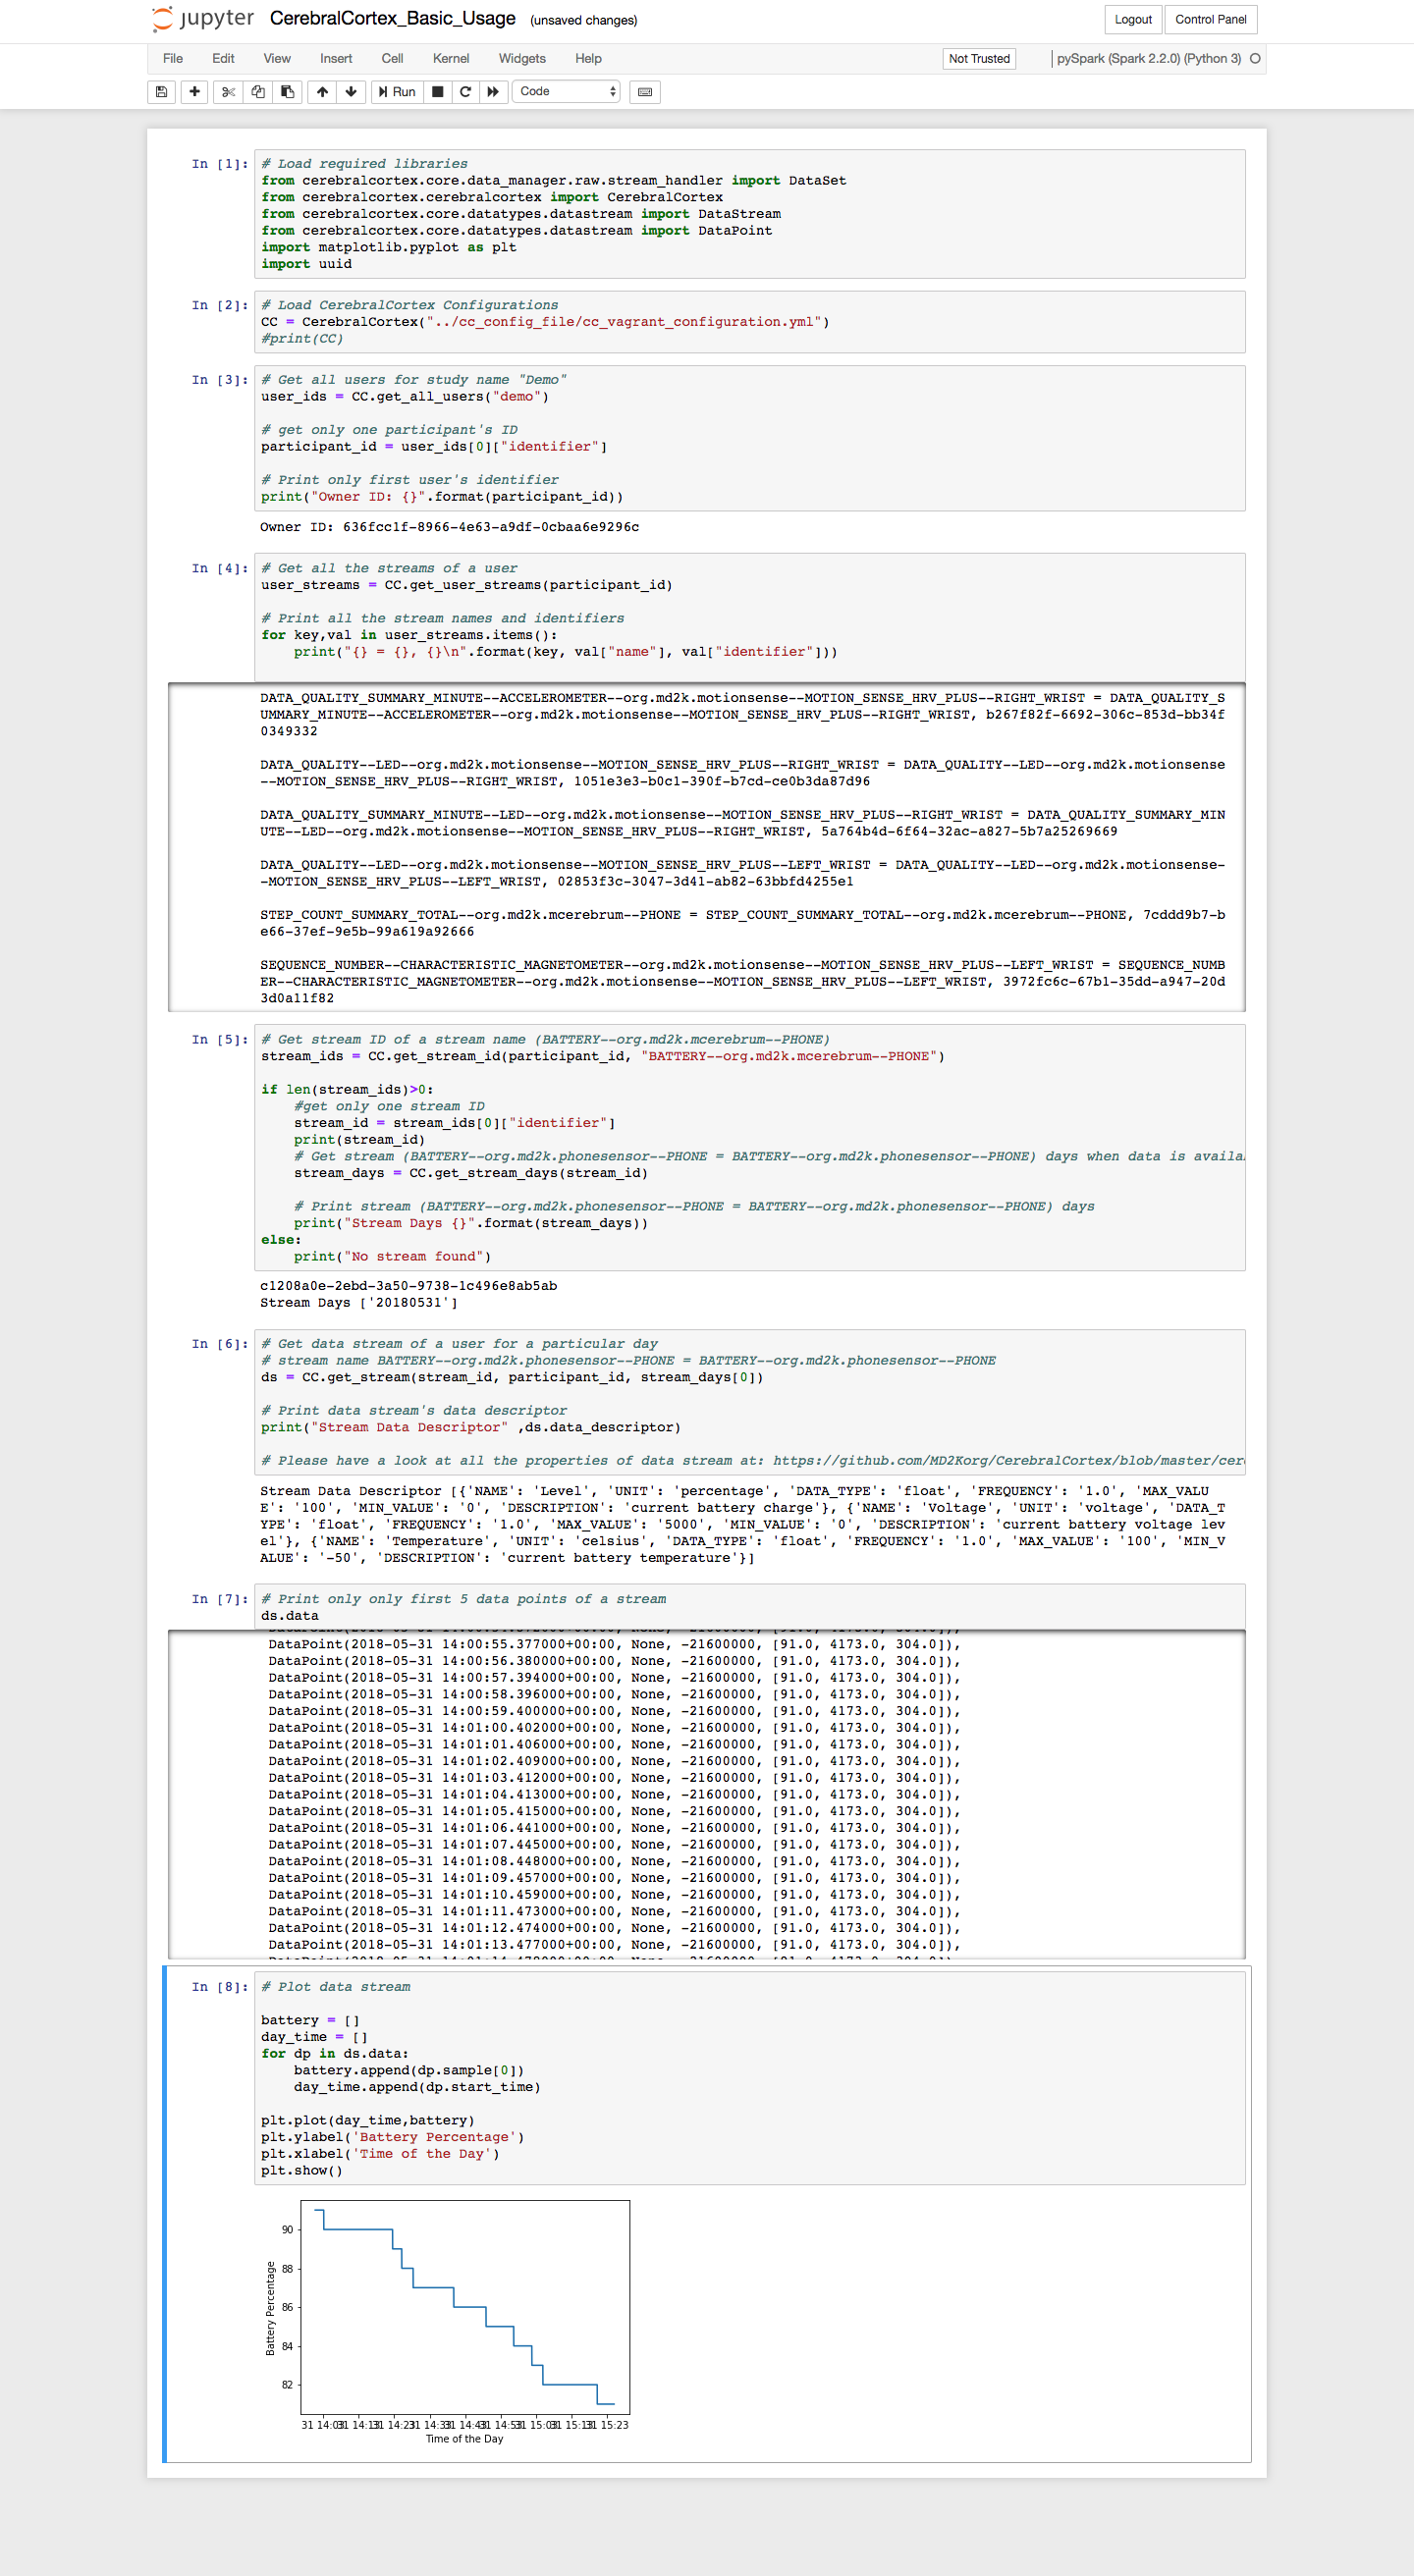 jupyter CerebralCortex_Basic_Usage (unsaved changes)
Logout Control Panel
File Edit View Insert Cell Kernel Widgets Help
Not Trusted pySpark (Spark 2.2.0) (Python 3)
Run Code
In [1]: # Load required libraries
from cerebralcortex.core.data_manager.raw.stream_handler import DataSet
from cerebralcortex.cerebralcortex import CerebralCortex
from cerebralcortex.core.datatypes.datastream import DataStream
from cerebralcortex.core.datatypes.datastream import DataPoint
import matplotlib.pyplot as plt
import uuid
In [2]: # Load CerebralCortex Configurations
CC = CerebralCortex("../cc_config_file/cc_vagrant_configuration.yml")
#print(CC)
In [3]: # Get all users for study name "Demo"
user_ids = CC.get_all_users("demo")
# get only one participant's ID
participant_id = user_ids[0]["identifier"]
# Print only first user's identifier
print("Owner ID: {}".format(participant_id))
Owner ID: 636fcc1f-8966-4e63-a9df-0cbaa6e9296c
In [4]: # Get all the streams of a user
user_streams = CC.get_user_streams(participant_id)
# Print all the stream names and identifiers
for key,val in user_streams.items():
    print("{} = {}, {}\n".format(key, val["name"], val["identifier"]))
DATA_QUALITY_SUMMARY_MINUTE--ACCELEROMETER--org.md2k.motionsense--MOTION_SENSE_HRV_PLUS--RIGHT_WRIST = DATA_QUALITY_S
UMMARY_MINUTE--ACCELEROMETER--org.md2k.motionsense--MOTION_SENSE_HRV_PLUS--RIGHT_WRIST, b267f82f-6692-306c-853d-bb34f
0349332
DATA_QUALITY--LED--org.md2k.motionsense--MOTION_SENSE_HRV_PLUS--RIGHT_WRIST = DATA_QUALITY--LED--org.md2k.motionsense
--MOTION_SENSE_HRV_PLUS--RIGHT_WRIST, 1051e3e3-b0c1-390f-b7cd-ce0b3da87d96
DATA_QUALITY_SUMMARY_MINUTE--LED--org.md2k.motionsense--MOTION_SENSE_HRV_PLUS--RIGHT_WRIST = DATA_QUALITY_SUMMARY_MIN
UTE--LED--org.md2k.motionsense--MOTION_SENSE_HRV_PLUS--RIGHT_WRIST, 5a764b4d-6f64-32ac-a827-5b7a25269669
DATA_QUALITY--LED--org.md2k.motionsense--MOTION_SENSE_HRV_PLUS--LEFT_WRIST = DATA_QUALITY--LED--org.md2k.motionsense-
-MOTION_SENSE_HRV_PLUS--LEFT_WRIST, 02853f3c-3047-3d41-ab82-63bbfd4255e1
STEP_COUNT_SUMMARY_TOTAL--org.md2k.mcerebrum--PHONE = STEP_COUNT_SUMMARY_TOTAL--org.md2k.mcerebrum--PHONE, 7cddd9b7-b
e66-37ef-9e5b-99a619a92666
SEQUENCE_NUMBER--CHARACTERISTIC_MAGNETOMETER--org.md2k.motionsense--MOTION_SENSE_HRV_PLUS--LEFT_WRIST = SEQUENCE_NUMB
ER--CHARACTERISTIC_MAGNETOMETER--org.md2k.motionsense--MOTION_SENSE_HRV_PLUS--LEFT_WRIST, 3972fc6c-67b1-35dd-a947-20d
3d0a11f82
In [5]: # Get stream ID of a stream name (BATTERY--org.md2k.mcerebrum--PHONE)
stream_ids = CC.get_stream_id(participant_id, "BATTERY--org.md2k.mcerebrum--PHONE")
if len(stream_ids)>0:
    #get only one stream ID
    stream_id = stream_ids[0]["identifier"]
    print(stream_id)
    # Get stream (BATTERY--org.md2k.phonesensor--PHONE = BATTERY--org.md2k.phonesensor--PHONE) days when data is availa
    stream_days = CC.get_stream_days(stream_id)
    # Print stream (BATTERY--org.md2k.phonesensor--PHONE = BATTERY--org.md2k.phonesensor--PHONE) days
    print("Stream Days {}".format(stream_days))
else:
    print("No stream found")
c1208a0e-2ebd-3a50-9738-1c496e8ab5ab
Stream Days ['20180531']
In [6]: # Get data stream of a user for a particular day
# stream name BATTERY--org.md2k.phonesensor--PHONE = BATTERY--org.md2k.phonesensor--PHONE
ds = CC.get_stream(stream_id, participant_id, stream_days[0])
# Print data stream's data descriptor
print("Stream Data Descriptor" ,ds.data_descriptor)
# Please have a look at all the properties of data stream at: https://github.com/MD2Korg/CerebralCortex/blob/master/cer
Stream Data Descriptor [{'NAME': 'Level', 'UNIT': 'percentage', 'DATA_TYPE': 'float', 'FREQUENCY': '1.0', 'MAX_VALU
E': '100', 'MIN_VALUE': '0', 'DESCRIPTION': 'current battery charge'}, {'NAME': 'Voltage', 'UNIT': 'voltage', 'DATA_T
YPE': 'float', 'FREQUENCY': '1.0', 'MAX_VALUE': '5000', 'MIN_VALUE': '0', 'DESCRIPTION': 'current battery voltage lev
el'}, {'NAME': 'Temperature', 'UNIT': 'celsius', 'DATA_TYPE': 'float', 'FREQUENCY': '1.0', 'MAX_VALUE': '100', 'MIN_V
ALUE': '-50', 'DESCRIPTION': 'current battery temperature'}]
In [7]: # Print only only first 5 data points of a stream
ds.data
DataPoint(2018-05-31 14:00:55.377000+00:00, None, -21600000, [91.0, 4173.0, 304.0]),
DataPoint(2018-05-31 14:00:56.380000+00:00, None, -21600000, [91.0, 4173.0, 304.0]),
DataPoint(2018-05-31 14:00:57.394000+00:00, None, -21600000, [91.0, 4173.0, 304.0]),
DataPoint(2018-05-31 14:00:58.396000+00:00, None, -21600000, [91.0, 4173.0, 304.0]),
DataPoint(2018-05-31 14:00:59.400000+00:00, None, -21600000, [91.0, 4173.0, 304.0]),
DataPoint(2018-05-31 14:01:00.402000+00:00, None, -21600000, [91.0, 4173.0, 304.0]),
DataPoint(2018-05-31 14:01:01.406000+00:00, None, -21600000, [91.0, 4173.0, 304.0]),
DataPoint(2018-05-31 14:01:02.409000+00:00, None, -21600000, [91.0, 4173.0, 304.0]),
DataPoint(2018-05-31 14:01:03.412000+00:00, None, -21600000, [91.0, 4173.0, 304.0]),
DataPoint(2018-05-31 14:01:04.413000+00:00, None, -21600000, [91.0, 4173.0, 304.0]),
DataPoint(2018-05-31 14:01:05.415000+00:00, None, -21600000, [91.0, 4173.0, 304.0]),
DataPoint(2018-05-31 14:01:06.441000+00:00, None, -21600000, [91.0, 4173.0, 304.0]),
DataPoint(2018-05-31 14:01:07.445000+00:00, None, -21600000, [91.0, 4173.0, 304.0]),
DataPoint(2018-05-31 14:01:08.448000+00:00, None, -21600000, [91.0, 4173.0, 304.0]),
DataPoint(2018-05-31 14:01:09.457000+00:00, None, -21600000, [91.0, 4173.0, 304.0]),
DataPoint(2018-05-31 14:01:10.459000+00:00, None, -21600000, [91.0, 4173.0, 304.0]),
DataPoint(2018-05-31 14:01:11.473000+00:00, None, -21600000, [91.0, 4173.0, 304.0]),
DataPoint(2018-05-31 14:01:12.474000+00:00, None, -21600000, [91.0, 4173.0, 304.0]),
DataPoint(2018-05-31 14:01:13.477000+00:00, None, -21600000, [91.0, 4173.0, 304.0]),
In [8]: # Plot data stream
battery = []
day_time = []
for dp in ds.data:
    battery.append(dp.sample[0])
    day_time.append(dp.start_time)
plt.plot(day_time,battery)
plt.ylabel('Battery Percentage')
plt.xlabel('Time of the Day')
plt.show()
90
88
86
84
82
Battery Percentage
31 14:03 31 14:13 31 14:23 31 14:33 31 14:43 31 14:53 31 15:03 31 15:13 31 15:23
Time of the Day